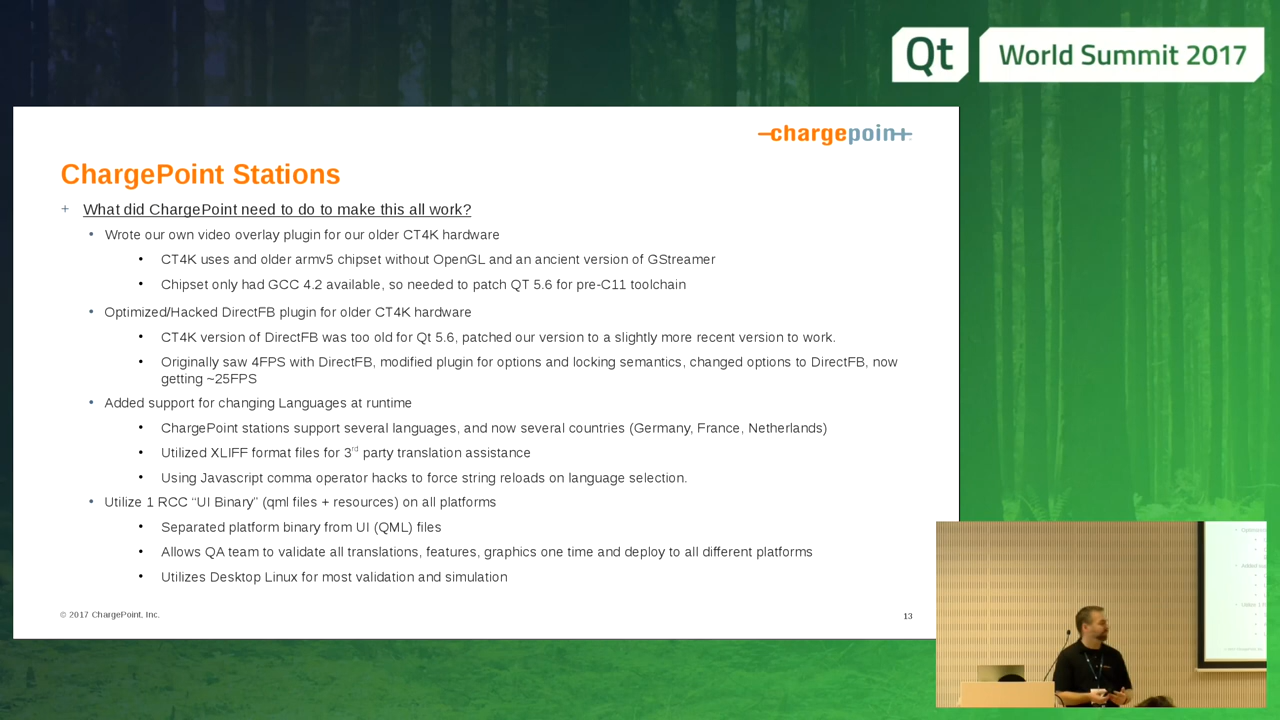 Qt World Summit 2017
chargepoint
ChargePoint Stations
+ What did ChargePoint need to do to make this all work?
• Wrote our own video overlay plugin for our older CT4K hardware
• CT4K uses and older armv5 chipset without OpenGL and an ancient version of GStreamer
• Chipset only had GCC 4.2 available, so needed to patch QT 5.6 for pre-C11 toolchain
• Optimized/Hacked DirectFB plugin for older CT4K hardware
• CT4K version of DirectFB was too old for Qt 5.6, patched our version to a slightly more recent version to work.
• Originally saw 4FPS with DirectFB, modified plugin for options and locking semantics, changed options to DirectFB, now
getting ~25FPS
• Added support for changing Languages at runtime
• ChargePoint stations support several languages, and now several countries (Germany, France, Netherlands)
• Utilized XLIFF format files for 3rd party translation assistance
• Using Javascript comma operator hacks to force string reloads on language selection.
• Utilize 1 RCC “UI Binary” (qml files + resources) on all platforms
• Separated platform binary from UI (QML) files
• Allows QA team to validate all translations, features, graphics one time and deploy to all different platforms
• Utilizes Desktop Linux for most validation and simulation
© 2017 ChargePoint, Inc.
13